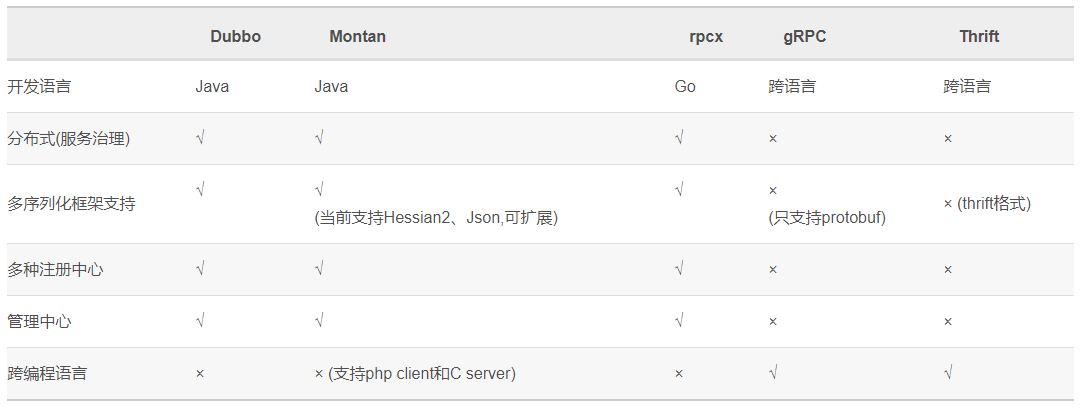 Dubbo Montan rpcx gRPC Thrift
开发语言 Java Java Go 跨语言 跨语言
分布式(服务治理) √ √ √ × ×
多序列化框架支持 √ √ √ × × (thrift格式)
(当前支持Hessian2、Json,可扩展) (只支持protobuf)
多种注册中心 √ √ √ × ×
管理中心 √ √ √ × ×
跨编程语言 × × (支持php client和C server) × √ √